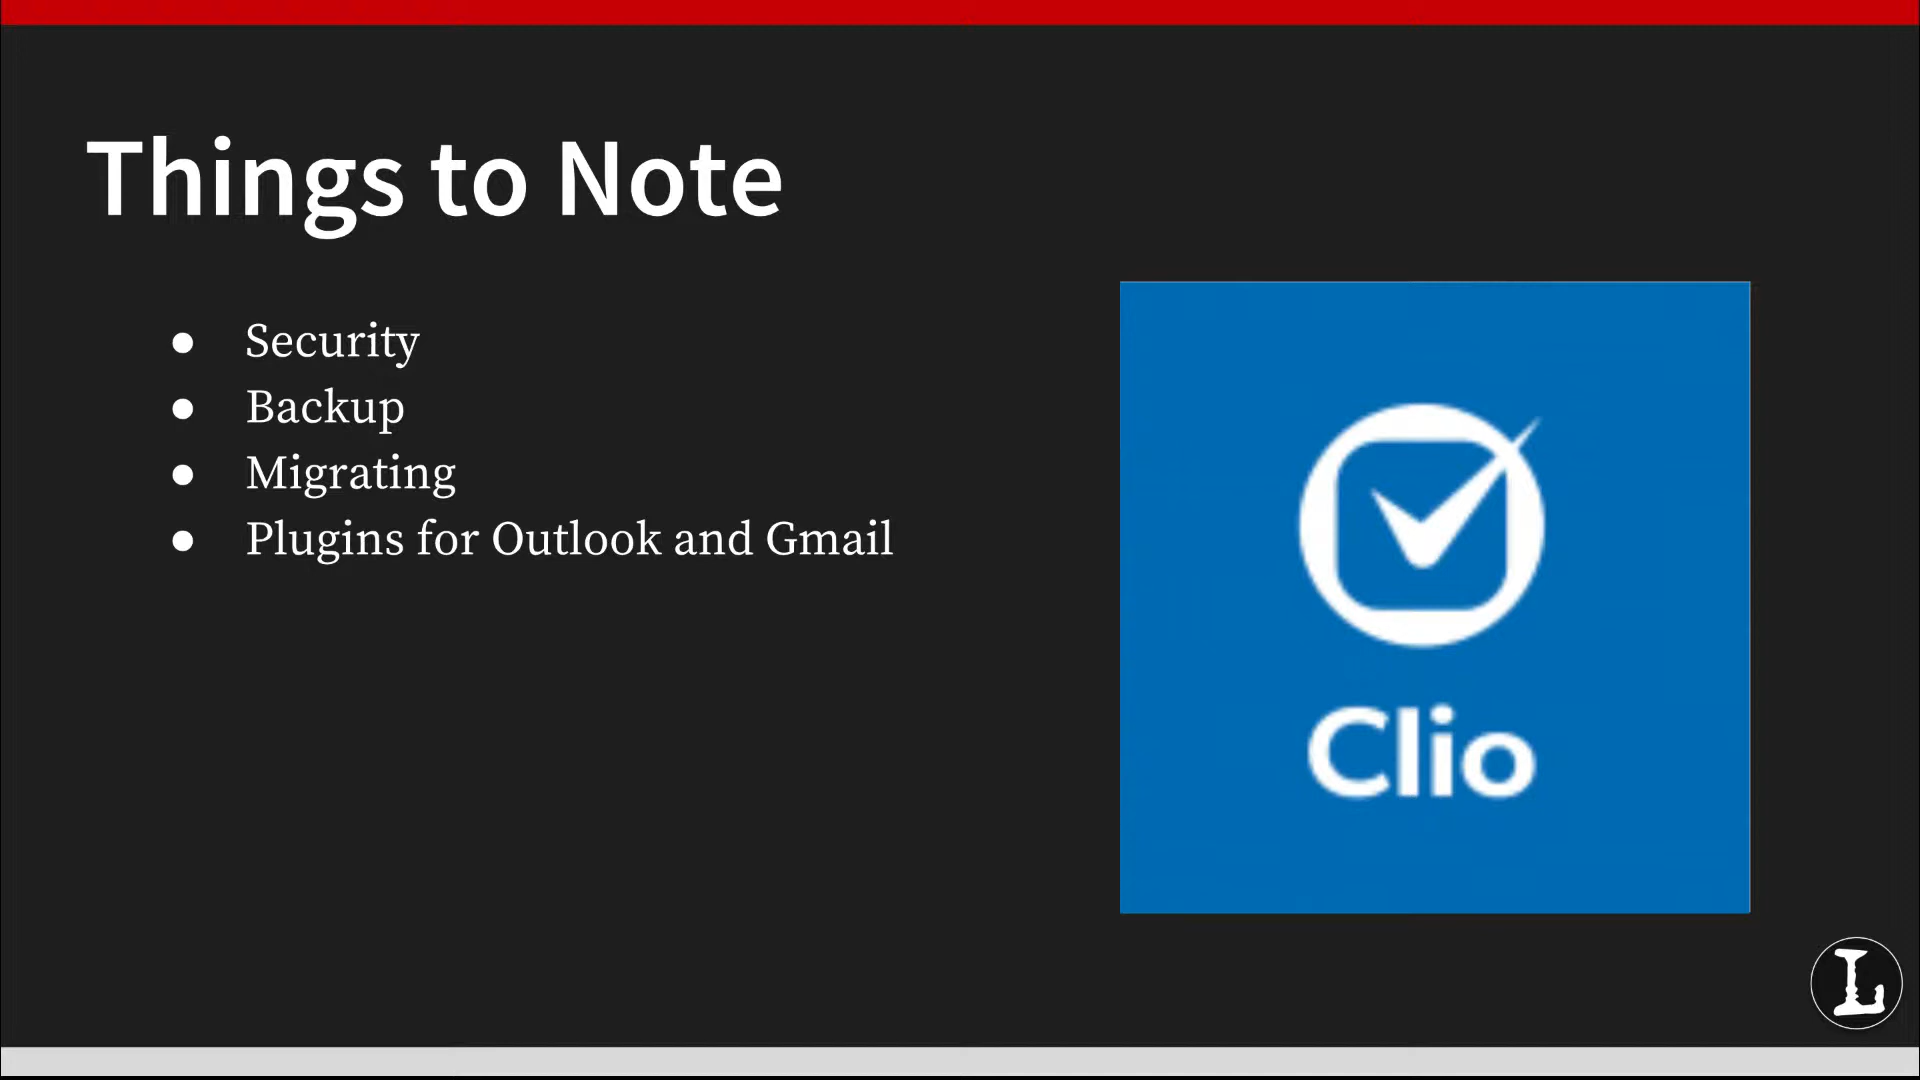 Things to Note
● Security
● Backup
● Migrating
● Plugins for Outlook and Gmail
Clio
L